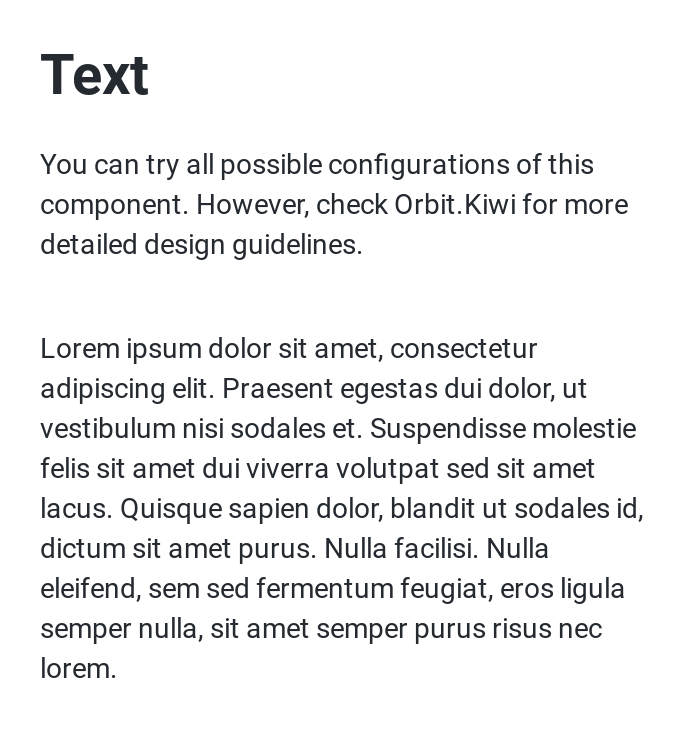 Text
You can try all possible configurations of this
component. However, check Orbit.Kiwi for more
detailed design guidelines.
Lorem ipsum dolor sit amet, consectetur
adipiscing elit. Praesent egestas dui dolor, ut
vestibulum nisi sodales et. Suspendisse molestie
felis sit amet dui viverra volutpat sed sit amet
lacus. Quisque sapien dolor, blandit ut sodales id,
dictum sit amet purus. Nulla facilisi. Nulla
eleifend, sem sed fermentum feugiat, eros ligula
semper nulla, sit amet semper purus risus nec
lorem.